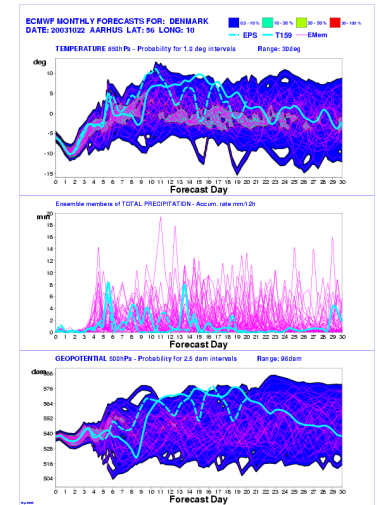 ECMWF MONTHLY FORECASTS FOR: DENMARK
DATE: 20031022 AARHUS LAT: 56 LONG: 10
0.5 - 10 % 10 - 30 % 30 - 50 % 50 - 100 %
EPS T159 EMem
TEMPERATURE 850hPa - Probability for 1.0 deg intervals Range: 30deg
deg
10
5
0
-5
-10
-15
0 1 2 3 4 5 6 7 8 9 10 11 12 13 14 15 16 17 18 19 20 21 22 23 24 25 26 27 28 29 30
Forecast Day
Ensemble members of TOTAL PRECIPITATION - Accum. rate mm/12h
mm
20
18
16
14
12
10
8
6
4
2
0
0 1 2 3 4 5 6 7 8 9 10 11 12 13 14 15 16 17 18 19 20 21 22 23 24 25 26 27 28 29 30
Forecast Day
GEOPOTENTIAL 500hPa - Probability for 2.5 dam intervals Range: 96dam
dam
588
576
564
552
540
528
516
504
0 1 2 3 4 5 6 7 8 9 10 11 12 13 14 15 16 17 18 19 20 21 22 23 24 25 26 27 28 29 30
Forecast Day